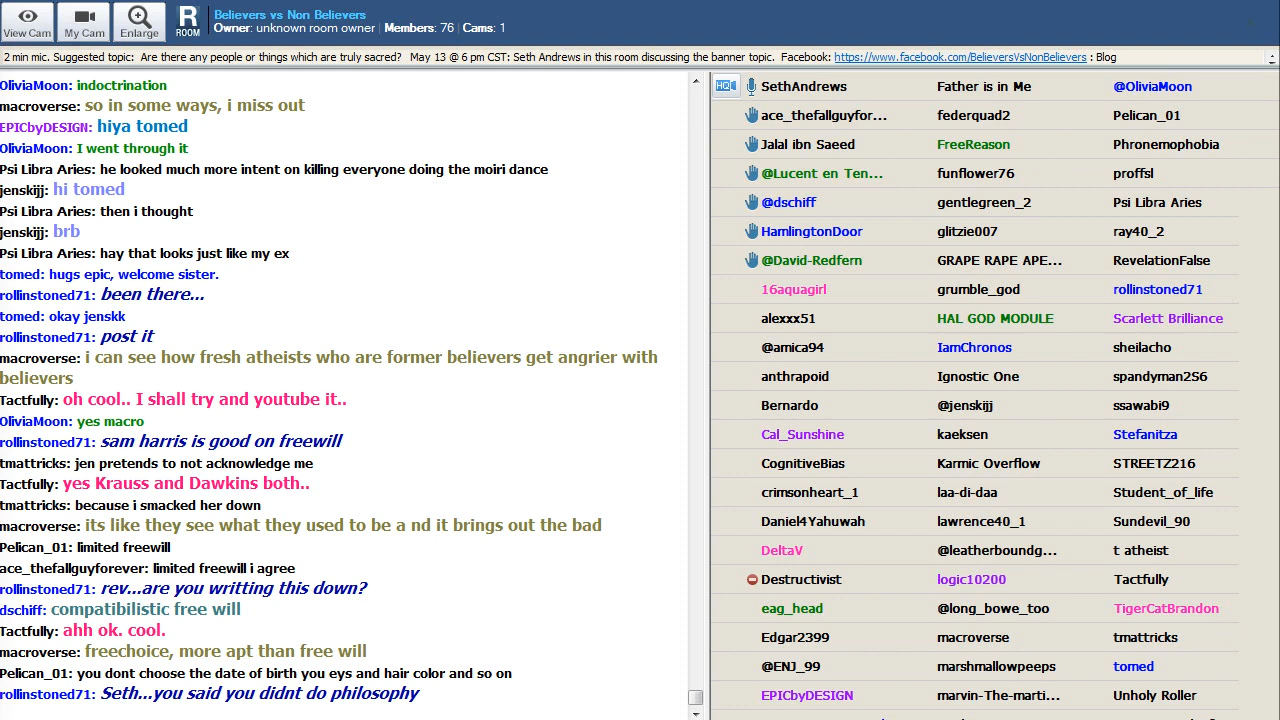 View Cam
My Cam
Enlarge
R
ROOM
Believers vs Non Believers
Owner: unknown room owner | Members: 76 | Cams: 1
2 min mic. Suggested topic: Are there any people or things which are truly sacred? May 13 @ 6 pm CST: Seth Andrews in this room discussing the banner topic. Facebook: https://www.facebook.com/BelieversVsNonBelievers : Blog
OliviaMoon: indoctrination
macroverse: so in some ways, i miss out
EPICbyDESIGN: hiya tomed
OliviaMoon: I went through it
Psi Libra Aries: he looked much more intent on killing everyone doing the moiri dance
jenskijj: hi tomed
Psi Libra Aries: then i thought
jenskijj: brb
Psi Libra Aries: hay that looks just like my ex
tomed: hugs epic, welcome sister.
rollinstoned71: been there...
tomed: okay jenskk
rollinstoned71: post it
macroverse: i can see how fresh atheists who are former believers get angrier with
believers
Tactfully: oh cool.. I shall try and youtube it..
OliviaMoon: yes macro
rollinstoned71: sam harris is good on freewill
tmattricks: jen pretends to not acknowledge me
Tactfully: yes Krauss and Dawkins both..
tmattricks: because i smacked her down
macroverse: its like they see what they used to be a nd it brings out the bad
Pelican_01: limited freewill
ace_thefallguyforever: limited freewill i agree
rollinstoned71: rev...are you writting this down?
dschiff: compatibilistic free will
Tactfully: ahh ok. cool.
macroverse: freechoice, more apt than free will
Pelican_01: you dont choose the date of birth you eys and hair color and so on
rollinstoned71: Seth...you said you didnt do philosophy
HQ SethAndrews Father is in Me @OliviaMoon
ace_thefallguyfor... federquad2 Pelican_01
Jalal ibn Saeed FreeReason Phronemophobia
@Lucent en Ten... funflower76 proffsl
@dschiff gentlegreen_2 Psi Libra Aries
HamlingtonDoor glitzie007 ray40_2
@David-Redfern GRAPE RAPE APE... RevelationFalse
16aquagirl grumble_god rollinstoned71
alexxx51 HAL GOD MODULE Scarlett Brilliance
@amica94 IamChronos sheilacho
anthrapoid Ignostic One spandyman2S6
Bernardo @jenskijj ssawabi9
Cal_Sunshine kaeksen Stefanitza
CognitiveBias Karmic Overflow STREETZ216
crimsonheart_1 laa-di-daa Student_of_life
Daniel4Yahuwah lawrence40_1 Sundevil_90
DeltaV @leatherboundg... t atheist
Destructivist logic10200 Tactfully
eag_head @long_bowe_too TigerCatBrandon
Edgar2399 macroverse tmattricks
@ENJ_99 marshmallowpeeps tomed
EPICbyDESIGN marvin-The-marti... Unholy Roller